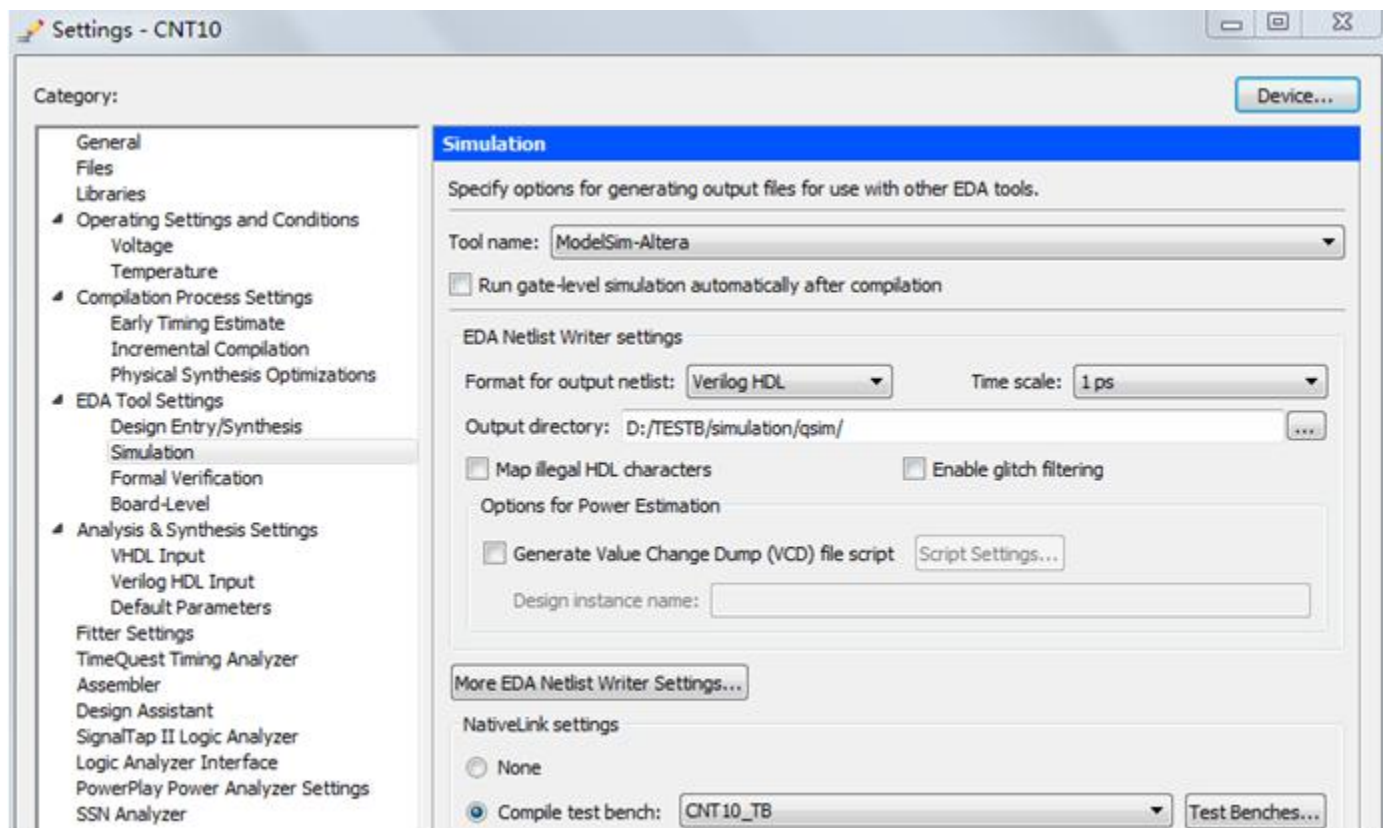 Settings - CNT10
Category:
Device...
General
Files
Libraries
Operating Settings and Conditions
Voltage
Temperature
Compilation Process Settings
Early Timing Estimate
Incremental Compilation
Physical Synthesis Optimizations
EDA Tool Settings
Design Entry/Synthesis
Simulation
Formal Verification
Board-Level
Analysis & Synthesis Settings
VHDL Input
Verilog HDL Input
Default Parameters
Fitter Settings
TimeQuest Timing Analyzer
Assembler
Design Assistant
SignalTap II Logic Analyzer
Logic Analyzer Interface
PowerPlay Power Analyzer Settings
SSN Analyzer
Simulation
Specify options for generating output files for use with other EDA tools.
Tool name: ModelSim-Altera
Run gate-level simulation automatically after compilation
EDA Netlist Writer settings
Format for output netlist: Verilog HDL Time scale: 1 ps
Output directory: D:/TESTB/simulation/qsim/ ...
Map illegal HDL characters Enable glitch filtering
Options for Power Estimation
Generate Value Change Dump (VCD) file script Script Settings...
Design instance name:
More EDA Netlist Writer Settings...
NativeLink settings
None
Compile test bench: CNT10_TB Test Benches...